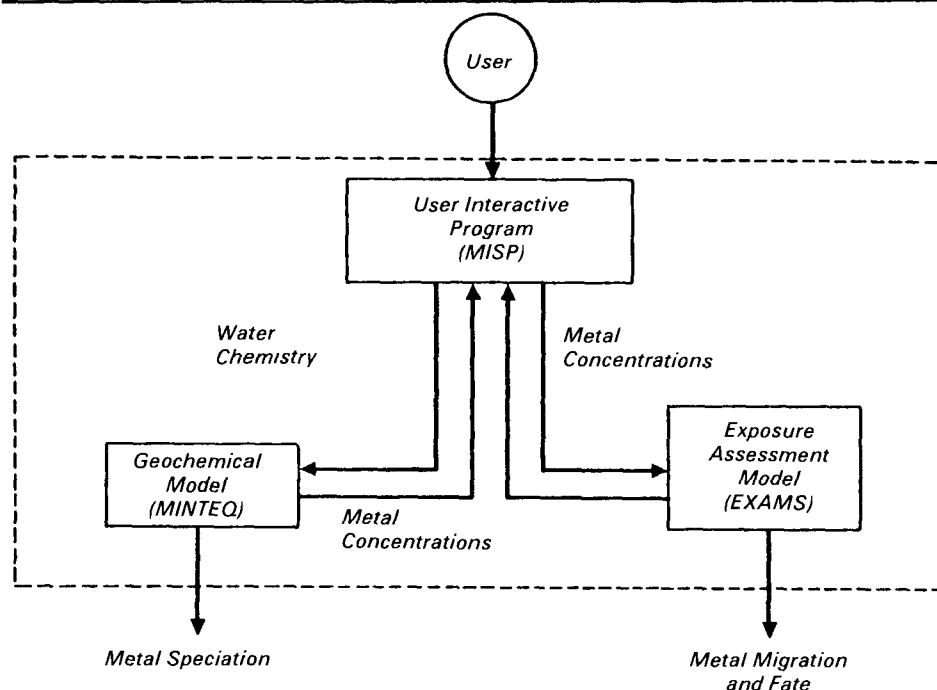 User
User Interactive
Program
(MISP)
Water
Chemistry
Metal
Concentrations
Geochemical
Model
(MINTEQ)
Metal
Concentrations
Exposure
Assessment
Model
(EXAMS)
Metal Speciation
Metal Migration
and Fate